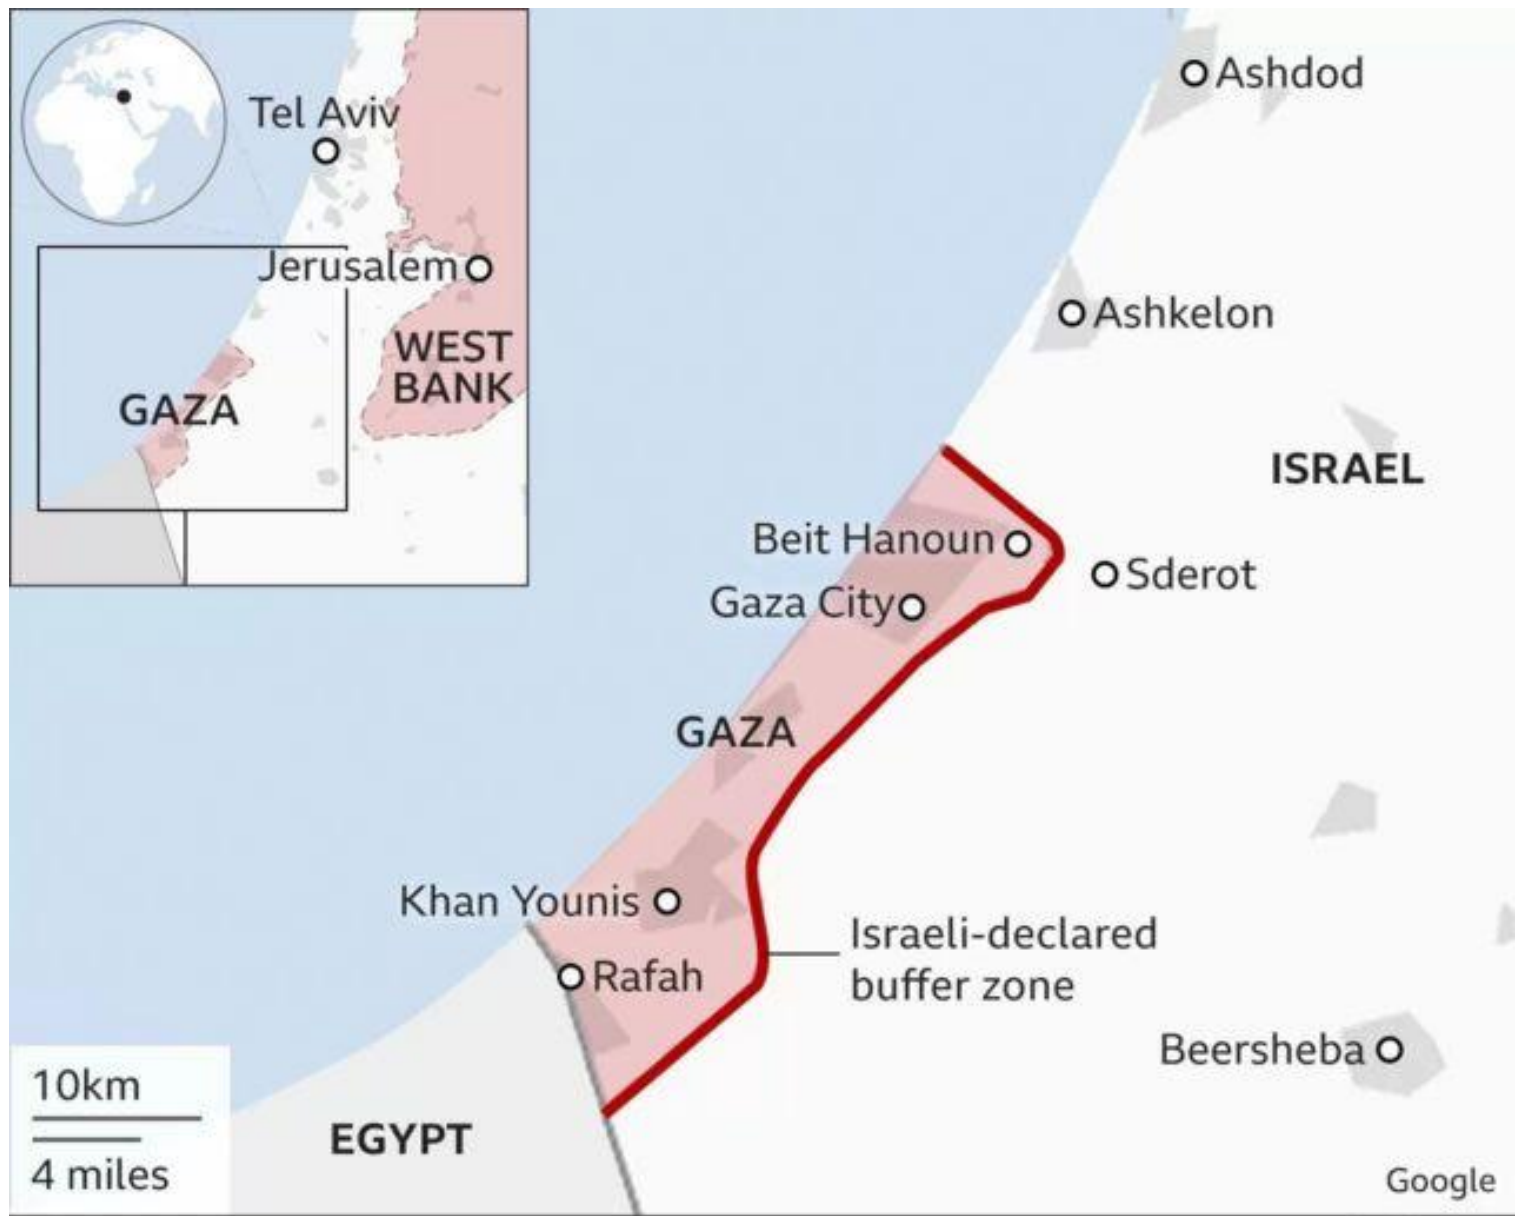 Tel Aviv
Jerusalem
WEST
BANK
GAZA
Ashdod
Ashkelon
ISRAEL
Beit Hanoun
Sderot
Gaza City
GAZA
Khan Younis
Israeli-declared
buffer zone
Rafah
Beersheba
10km
4 miles
EGYPT
Google